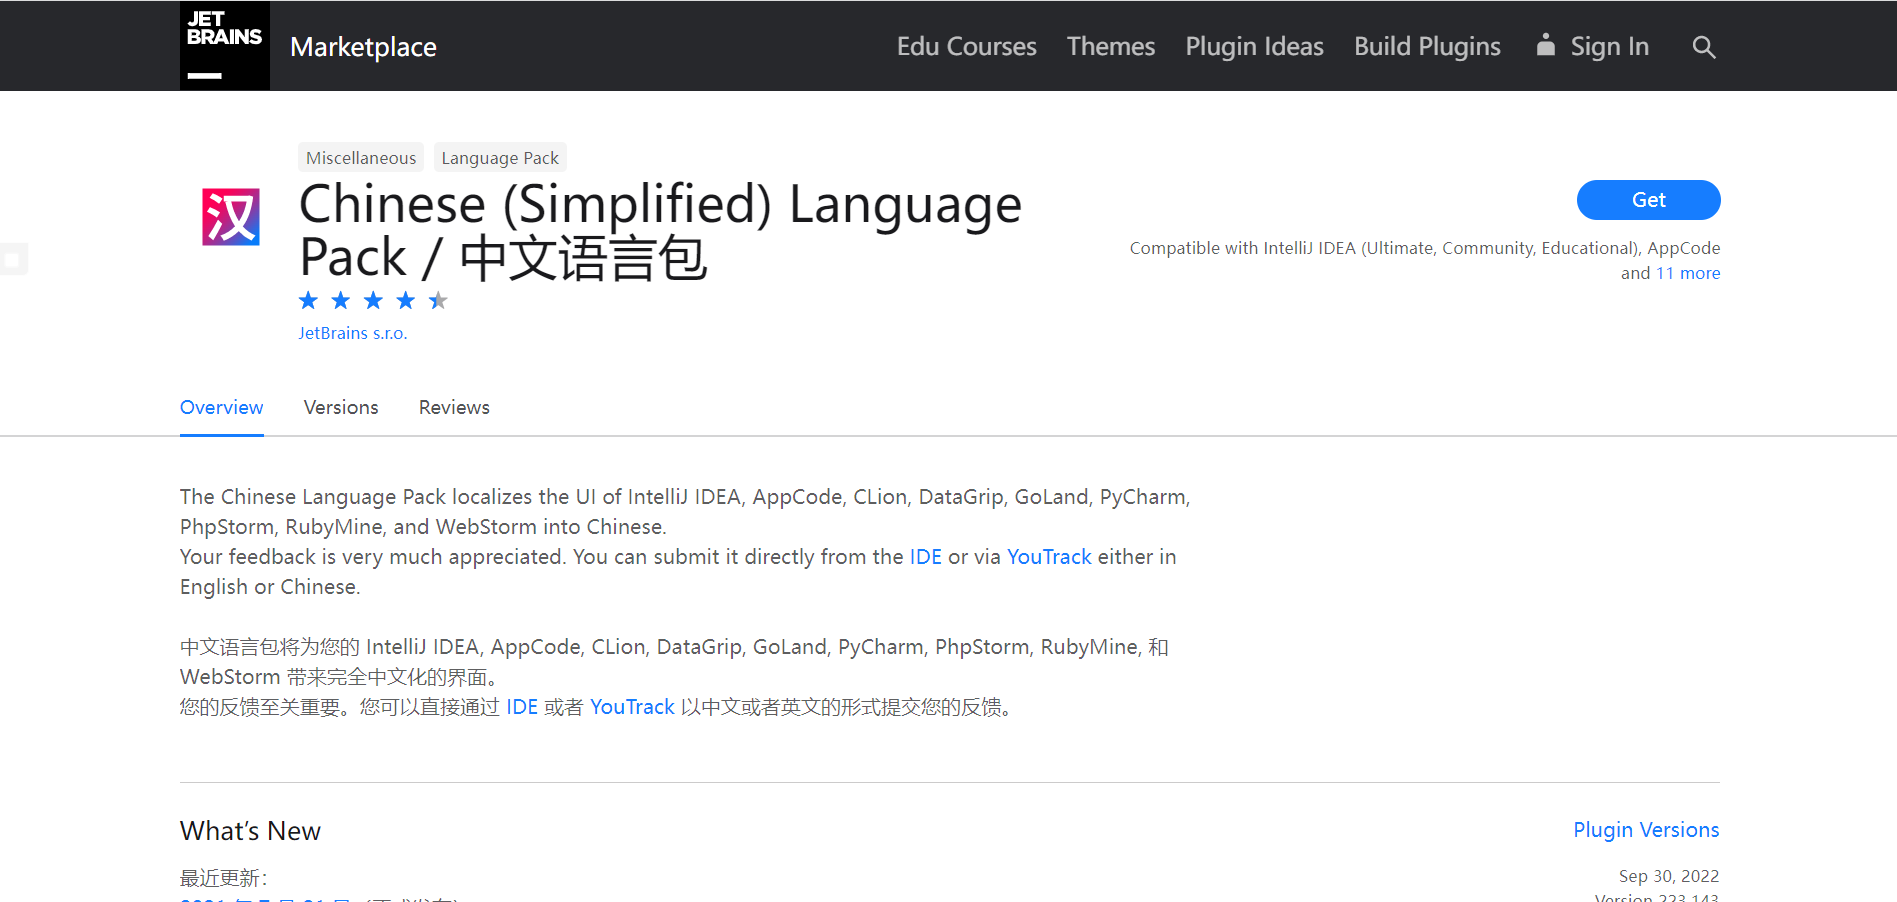 JET
BRAINS
Marketplace
Edu Courses
Themes
Plugin Ideas
Build Plugins
Sign In
Miscellaneous
Language Pack
汉
Chinese (Simplified) Language
Pack / 中文语言包
Get
Compatible with IntelliJ IDEA (Ultimate, Community, Educational), AppCode
and 11 more
JetBrains s.r.o.
Overview
Versions
Reviews
The Chinese Language Pack localizes the UI of IntelliJ IDEA, AppCode, CLion, DataGrip, GoLand, PyCharm,
PhpStorm, RubyMine, and WebStorm into Chinese.
Your feedback is very much appreciated. You can submit it directly from the IDE or via YouTrack either in
English or Chinese.
中文语言包将为您的 IntelliJ IDEA, AppCode, CLion, DataGrip, GoLand, PyCharm, PhpStorm, RubyMine, 和
WebStorm 带来完全中文化的界面。
您的反馈至关重要。您可以直接通过 IDE 或者 YouTrack 以中文或者英文的形式提交您的反馈。
What’s New
Plugin Versions
最近更新：
Sep 30, 2022
Version 223.143